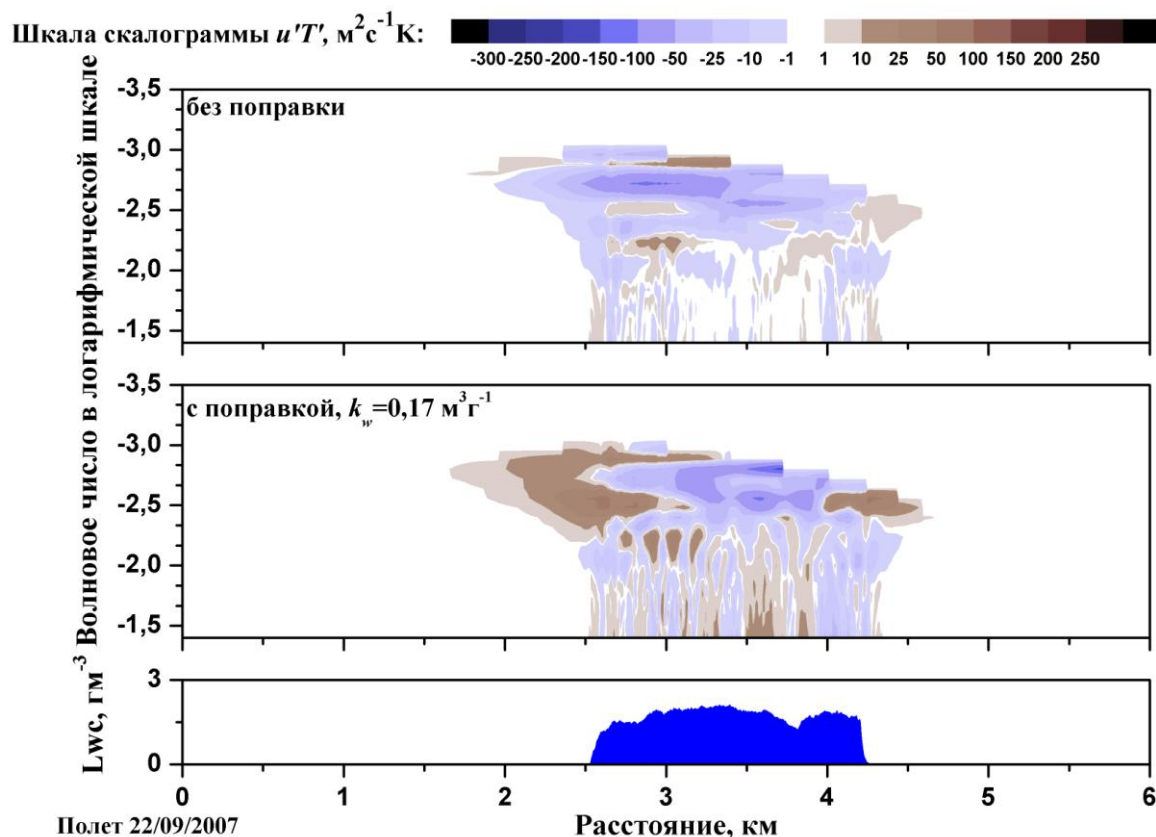 Шкала скалограммы u'T', м²с⁻¹К:
-300 -250 -200 -150 -100 -50 -25 -10 -1 1 10 25 50 100 150 200 250
Волновое число в логарифмической шкале
-3,5
-3,0
-2,5
-2,0
-1,5
без поправки
-3,5
-3,0
-2,5
-2,0
-1,5
с поправкой, k_w=0,17 м³г⁻¹
Lwc, гм⁻³
3
0
0 1 2 3 4 5 6
Полет 22/09/2007
Расстояние, км